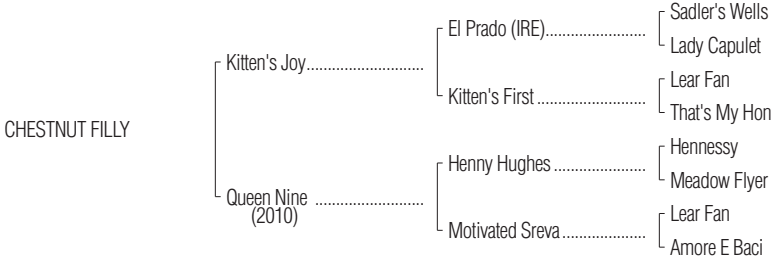 Sadler's Wells
El Prado (IRE)........................
Lady Capulet
Kitten's Joy............................
Lear Fan
Kitten's First ..........................
That's My Hon
CHESTNUT FILLY
Hennessy
Henny Hughes ......................
Meadow Flyer
Queen Nine ..........................
(2010)
Lear Fan
Motivated Sreva....................
Amore E Baci